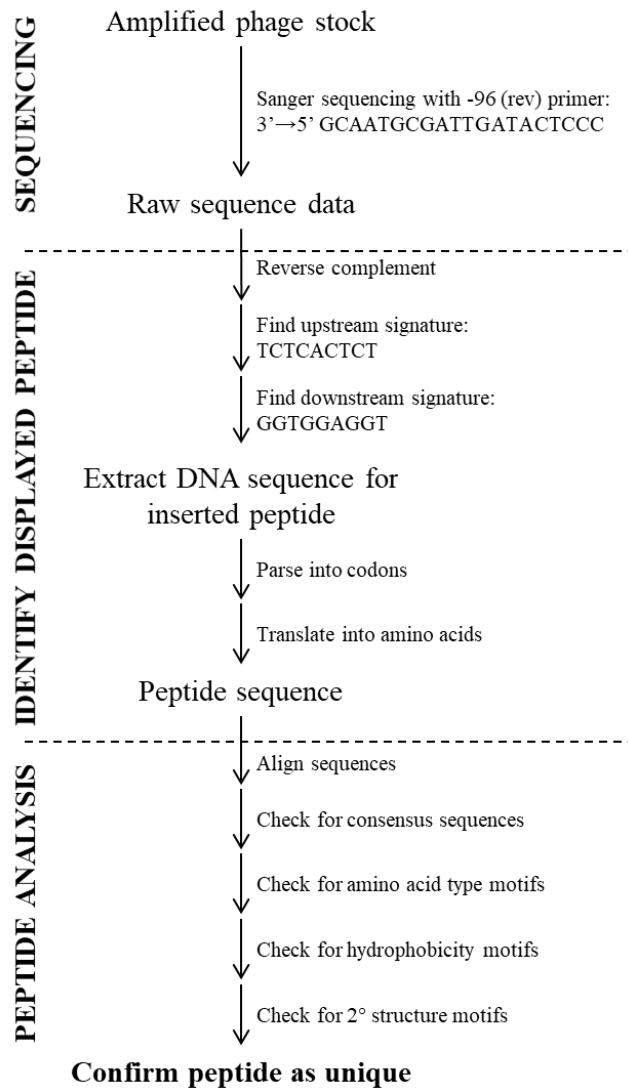 SEQUENCING
Amplified phage stock
Sanger sequencing with -96 (rev) primer:
3’→5’ GCAATGCGATTGATACTCCC
Raw sequence data
IDENTIFY DISPLAYED PEPTIDE
Reverse complement
Find upstream signature:
TCTCACTCT
Find downstream signature:
GGTGGAGGT
Extract DNA sequence for
inserted peptide
Parse into codons
Translate into amino acids
Peptide sequence
PEPTIDE ANALYSIS
Align sequences
Check for consensus sequences
Check for amino acid type motifs
Check for hydrophobicity motifs
Check for 2° structure motifs
Confirm peptide as unique